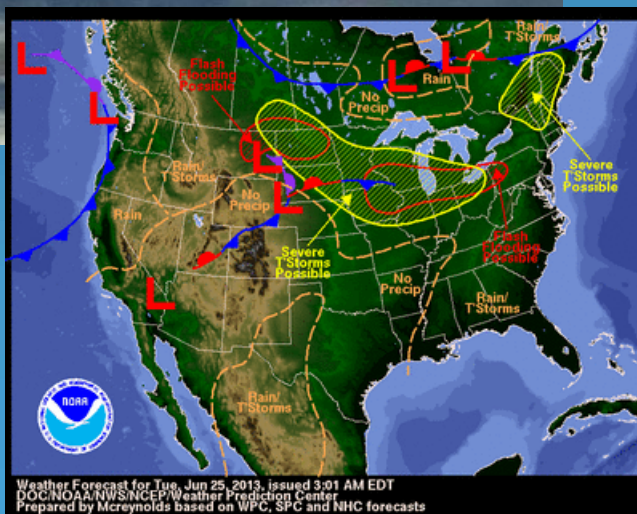 Rain/
T'Storms
Flash
Flooding
Possible
Rain
No
Precip
Severe
T'Storms
Possible
Rain/
T'Storms
No
Precip
Rain
Severe
T'Storms
Possible
Flash
Flooding
Possible
No
Precip
Rain/
T'Storms
Rain/
T'Storms
NOAA
Weather Forecast for Tue, Jun 25, 2013, issued 3:01 AM EDT
DOC/NOAA/NWS/NCEP/Weather Prediction Center
Prepared by Mcreynolds based on WPC, SPC and NHC forecasts
L
L
L
L
L
L
L